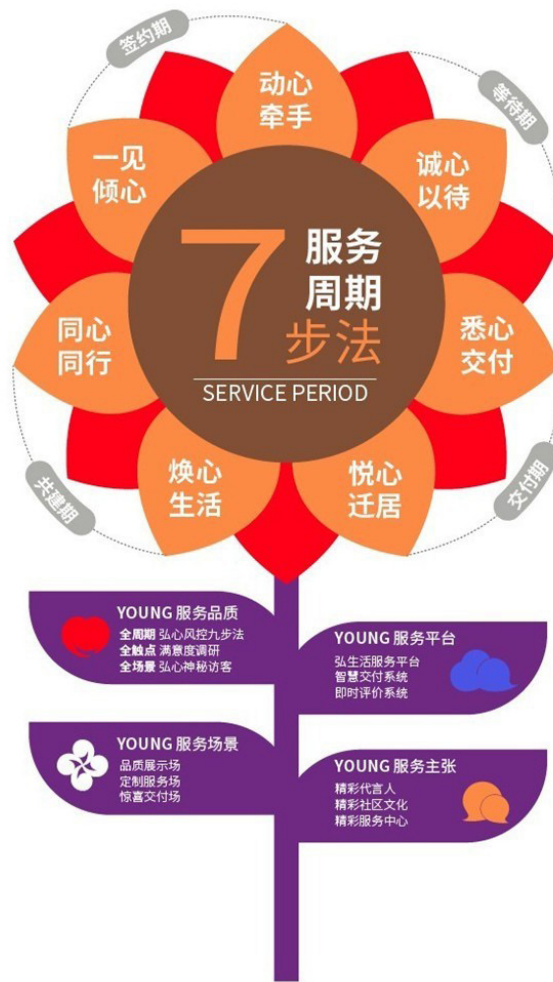 签约期
等待期
动心
牵手
一见
倾心
诚心
以待
7
服务
周期
步法
SERVICE PERIOD
同心
同行
悉心
交付
焕心
生活
悦心
迁居
共建期
交付期
YOUNG 服务品质
全周期 弘心风控九步法
全触点 满意度调研
全场景 弘心神秘访客
YOUNG 服务平台
弘生活服务平台
智慧交付系统
即时评价系统
YOUNG 服务场景
品质展示场
定制服务场
惊喜交付场
YOUNG 服务主张
精彩代言人
精彩社区文化
精彩服务中心